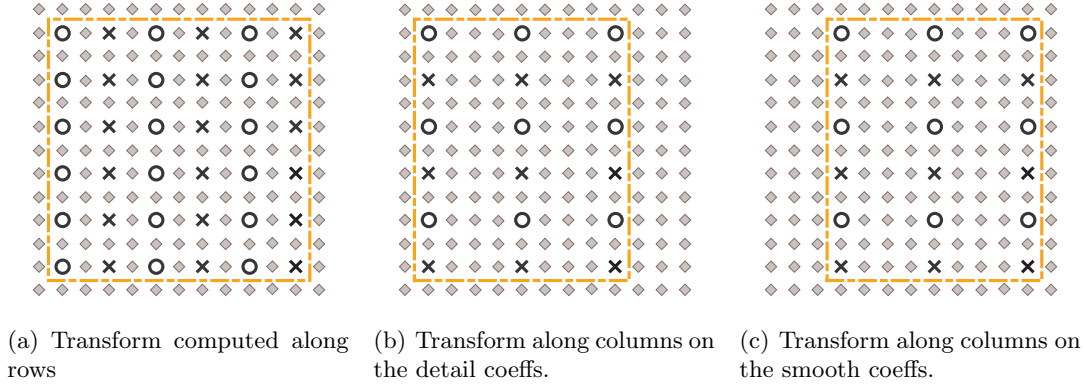 (a) Transform computed along
rows
(b) Transform along columns on
the detail coeffs.
(c) Transform along columns on
the smooth coeffs.